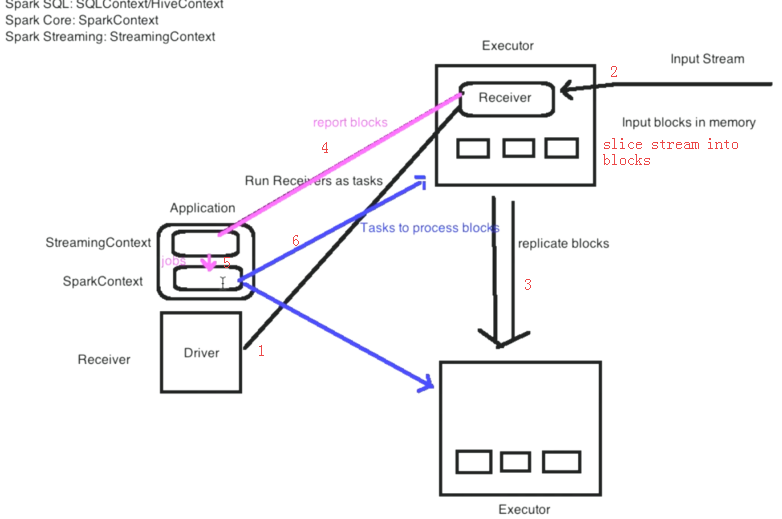 Spark SQL: SQLContext/HiveContext
Spark Core: SparkContext
Spark Streaming: StreamingContext
Executor
Input Stream
2
Receiver
report blocks
Input blocks in memory
4
slice stream into
blocks
Run Receivers as tasks
Application
Tasks to process blocks
StreamingContext
6
replicate blocks
jobs
5
SparkContext
3
Driver
1
Receiver
Executor